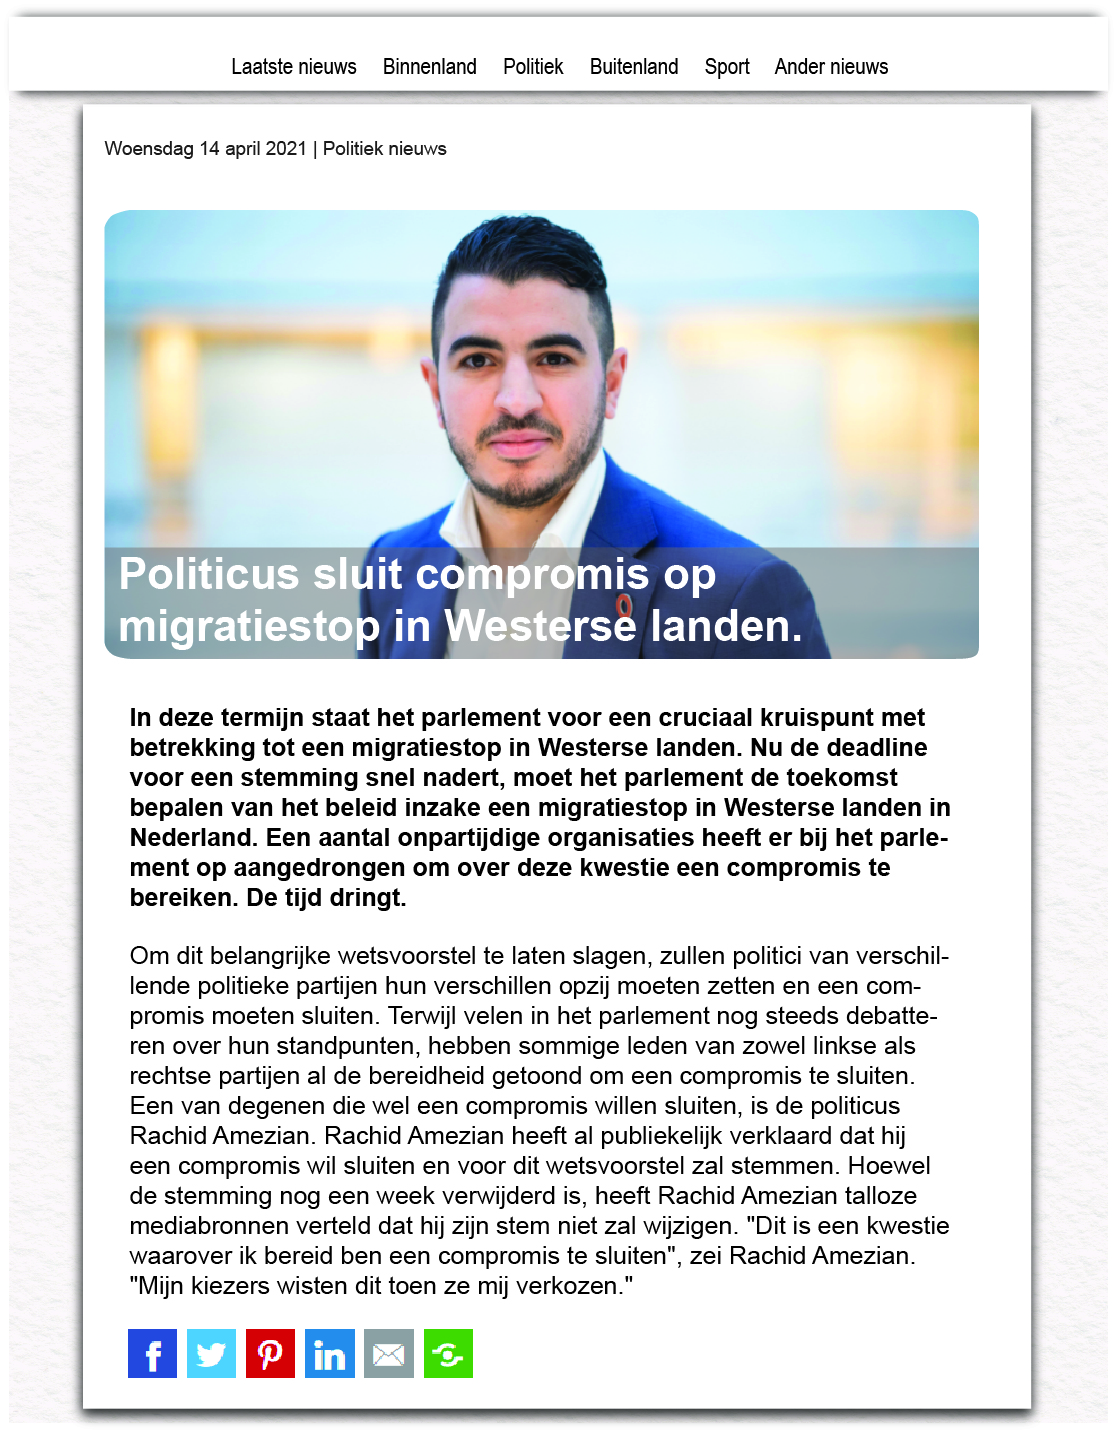 Laatste nieuws Binnenland Politiek Buitenland Sport Ander nieuws
Woensdag 14 april 2021 | Politiek nieuws
Politicus sluit compromis op
migratiestop in Westerse landen.
In deze termijn staat het parlement voor een cruciaal kruispunt met
betrekking tot een migratiestop in Westerse landen. Nu de deadline
voor een stemming snel nadert, moet het parlement de toekomst
bepalen van het beleid inzake een migratiestop in Westerse landen in
Nederland. Een aantal onpartijdige organisaties heeft er bij het parle-
ment op aangedrongen om over deze kwestie een compromis te
bereiken. De tijd dringt.
Om dit belangrijke wetsvoorstel te laten slagen, zullen politici van verschil-
lende politieke partijen hun verschillen opzij moeten zetten en een com-
promis moeten sluiten. Terwijl velen in het parlement nog steeds debatte-
ren over hun standpunten, hebben sommige leden van zowel linkse als
rechtse partijen al de bereidheid getoond om een compromis te sluiten.
Een van degenen die wel een compromis willen sluiten, is de politicus
Rachid Amezian. Rachid Amezian heeft al publiekelijk verklaard dat hij
een compromis wil sluiten en voor dit wetsvoorstel zal stemmen. Hoewel
de stemming nog een week verwijderd is, heeft Rachid Amezian talloze
mediabronnen verteld dat hij zijn stem niet zal wijzigen. "Dit is een kwestie
waarover ik bereid ben een compromis te sluiten", zei Rachid Amezian.
"Mijn kiezers wisten dit toen ze mij verkozen."